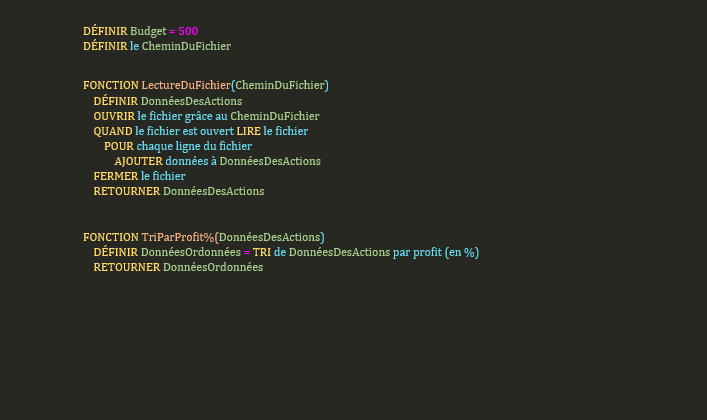 DÉFINIR Budget = 500
DÉFINIR le CheminDuFichier
FONCTION LectureDuFichier(CheminDuFichier)
DÉFINIR DonnéesDesActions
OUVRIR le fichier grâce au CheminDuFichier
QUAND le fichier est ouvert LIRE le fichier
POUR chaque ligne du fichier
AJOUTER données à DonnéesDesActions
FERMER le fichier
RETOURNER DonnéesDesActions
FONCTION TriParProfit%(DonnéesDesActions)
DÉFINIR DonnéesOrdonnées = TRI de DonnéesDesActions par profit (en %)
RETOURNER DonnéesOrdonnées